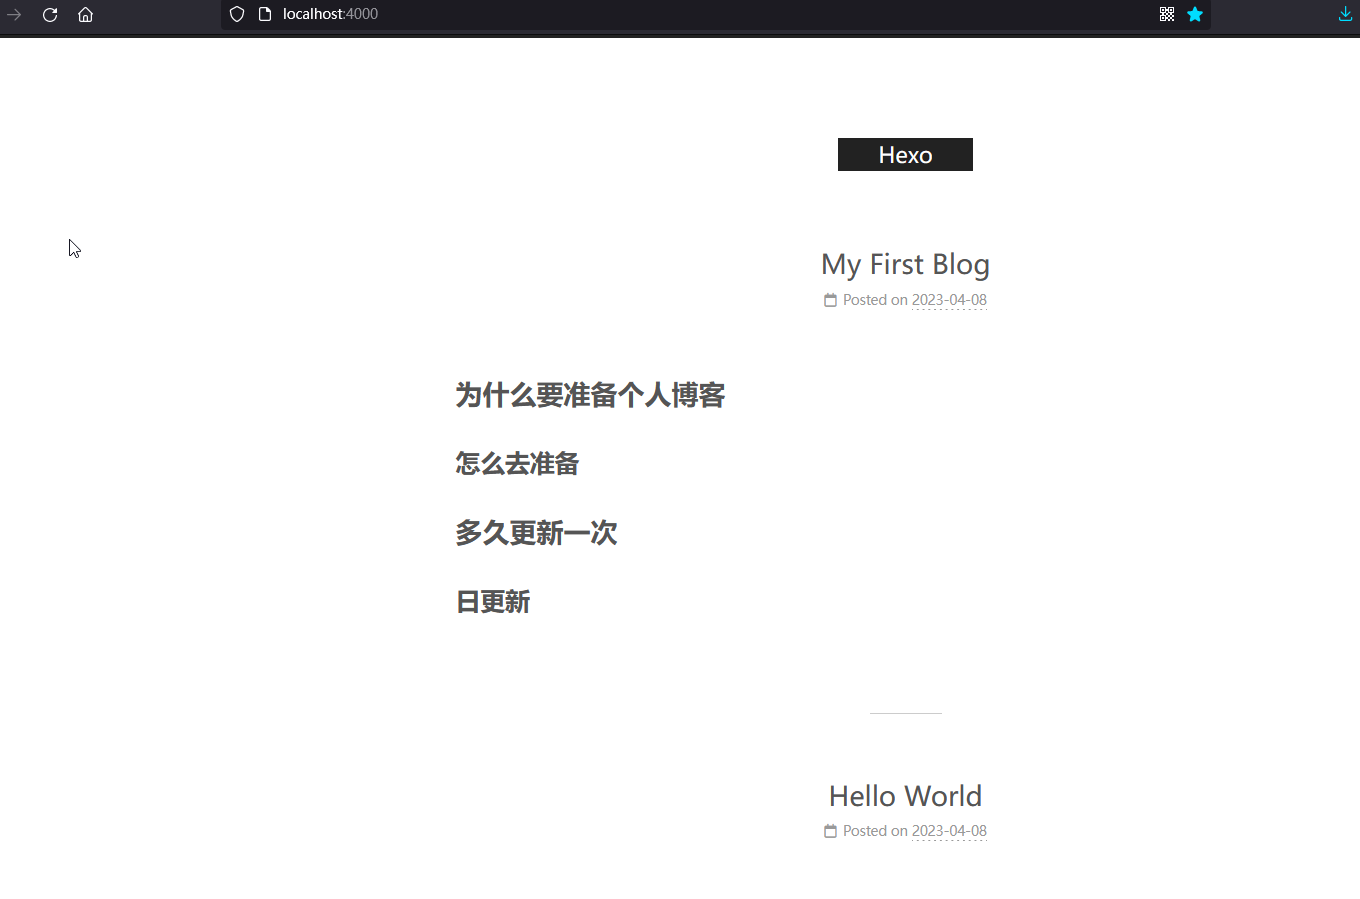 localhost:4000
Hexo
My First Blog
Posted on 2023-04-08
为什么要准备个人博客
怎么去准备
多久更新一次
日更新
Hello World
Posted on 2023-04-08